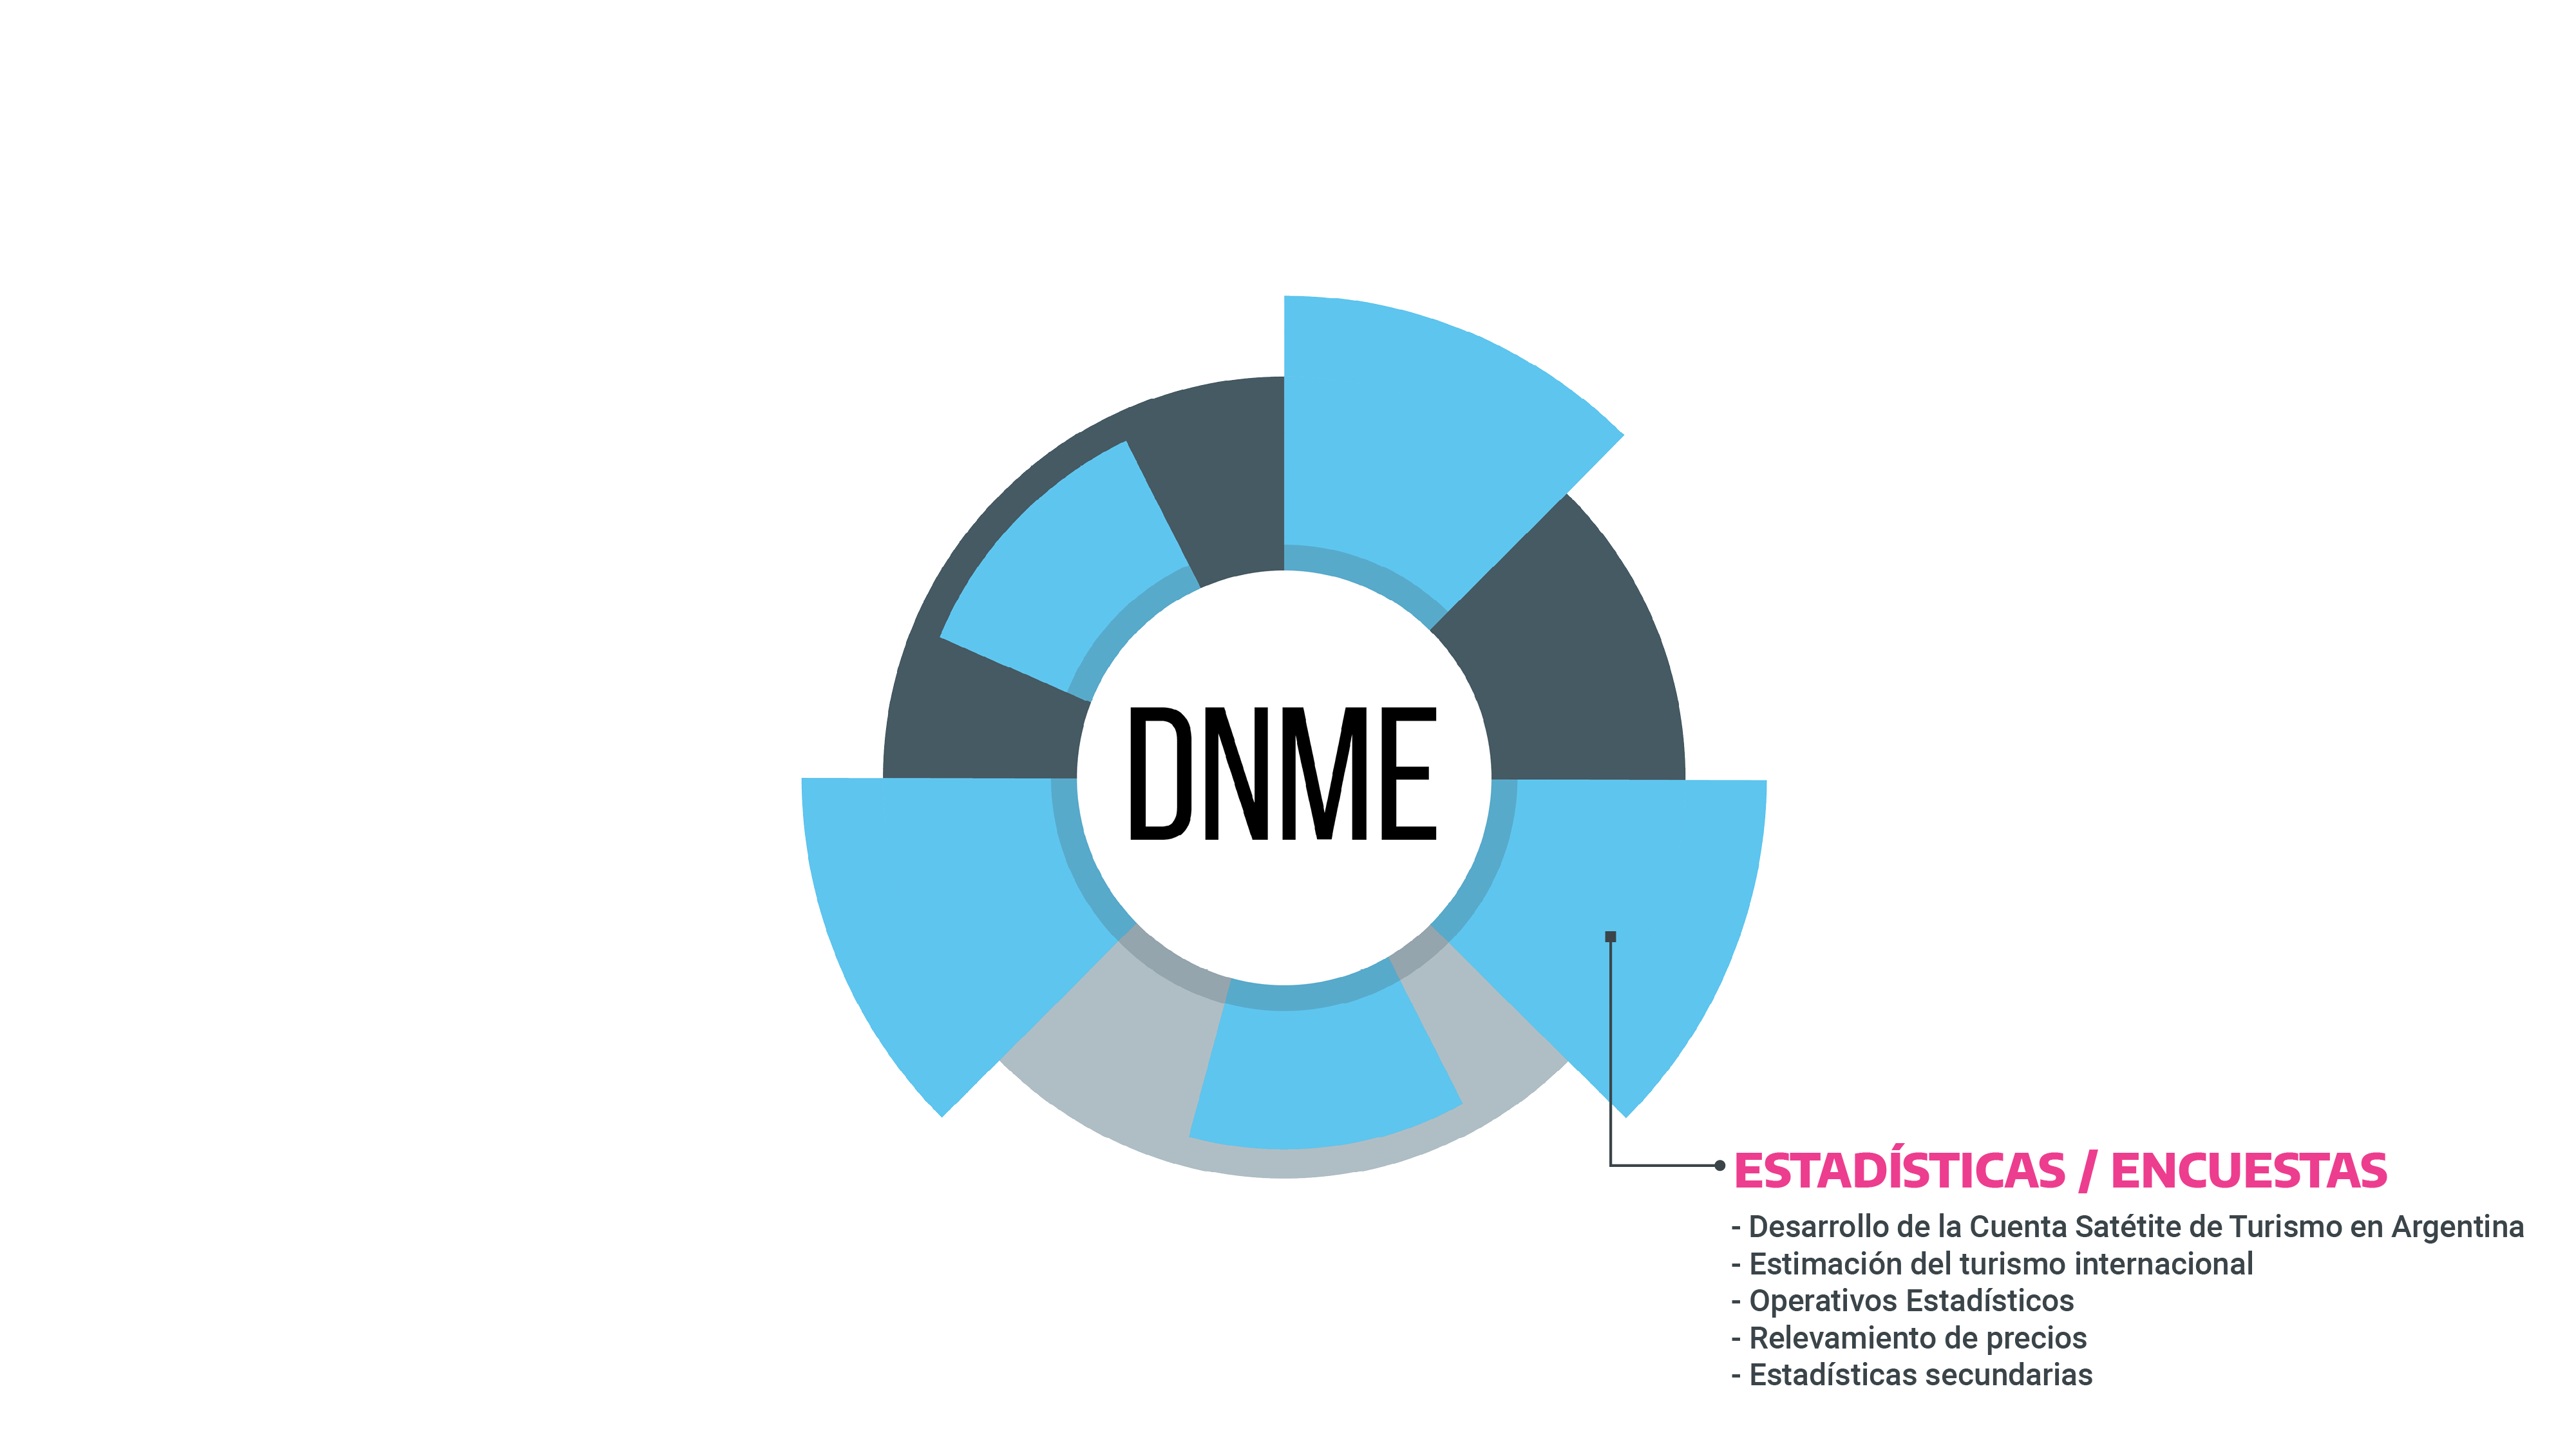 DNME
ESTADÍSTICAS / ENCUESTAS
- Desarrollo de la Cuenta Satétite de Turismo en Argentina
- Estimación del turismo internacional
- Operativos Estadísticos
- Relevamiento de precios
- Estadísticas secundarias